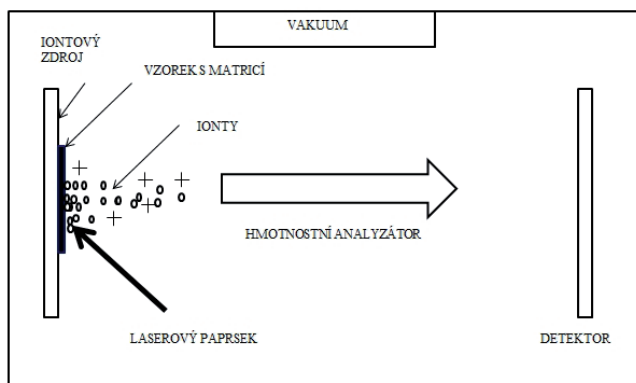 VAKUUM
IONTOVÝ
ZDROJ
VZOREK S MATRICÍ
IONTY
HMOTNOSTNÍ ANALYZÁTOR
LASEROVÝ PAPRSEK
DETEKTOR